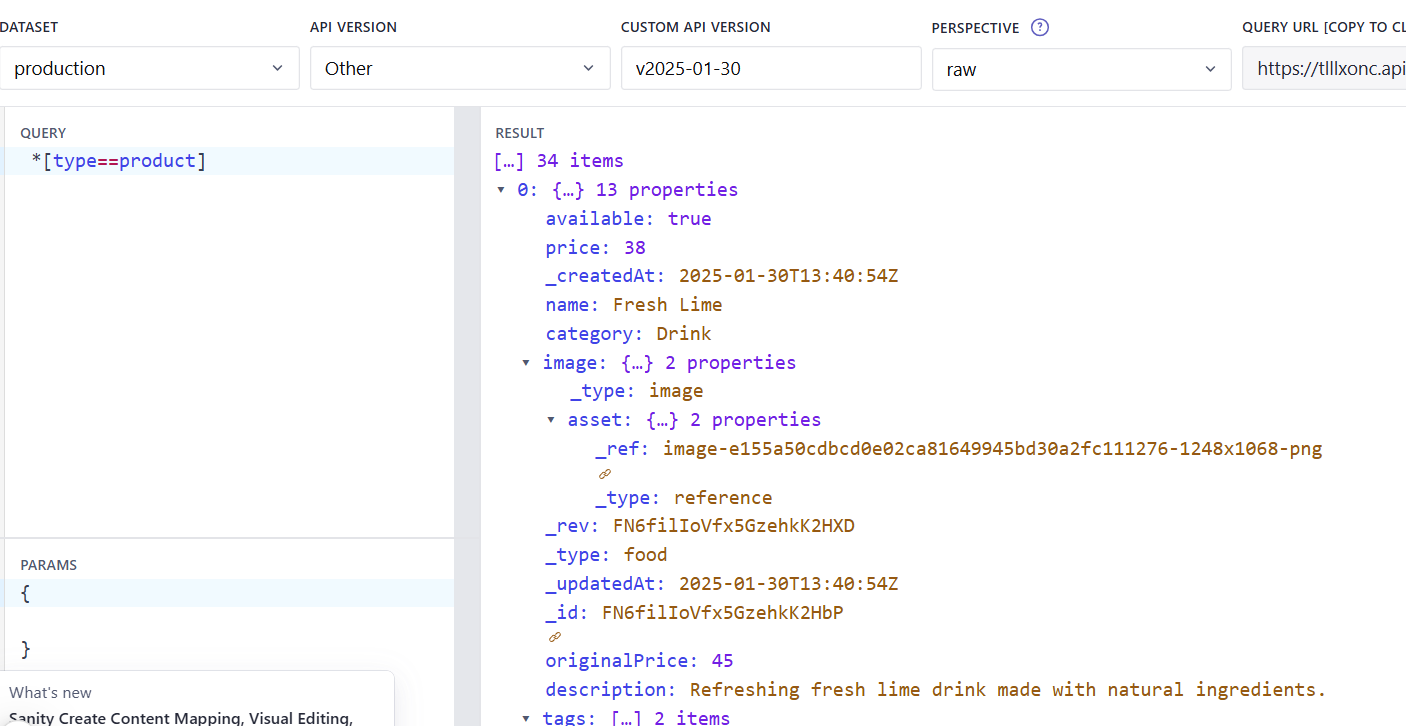 DATASET
API VERSION
CUSTOM API VERSION
PERSPECTIVE ?
QUERY URL [COPY TO CL
production
Other
v2025-01-30
raw
https://tlllxonc.api
QUERY
*[type==product]
RESULT
[…] 34 items
0: {…} 13 properties
available: true
price: 38
_createdAt: 2025-01-30T13:40:54Z
name: Fresh Lime
category: Drink
image: {…} 2 properties
_type: image
asset: {…} 2 properties
_ref: image-e155a50cdbcd0e02ca81649945bd30a2fc111276-1248x1068-png
_type: reference
_rev: FN6filIoVfx5GzehkK2HXD
_type: food
_updatedAt: 2025-01-30T13:40:54Z
_id: FN6filIoVfx5GzehkK2HbP
originalPrice: 45
description: Refreshing fresh lime drink made with natural ingredients.
tags: […] 2 items
PARAMS
{
}
What's new
Sanity Create Content Mapping, Visual Editing,